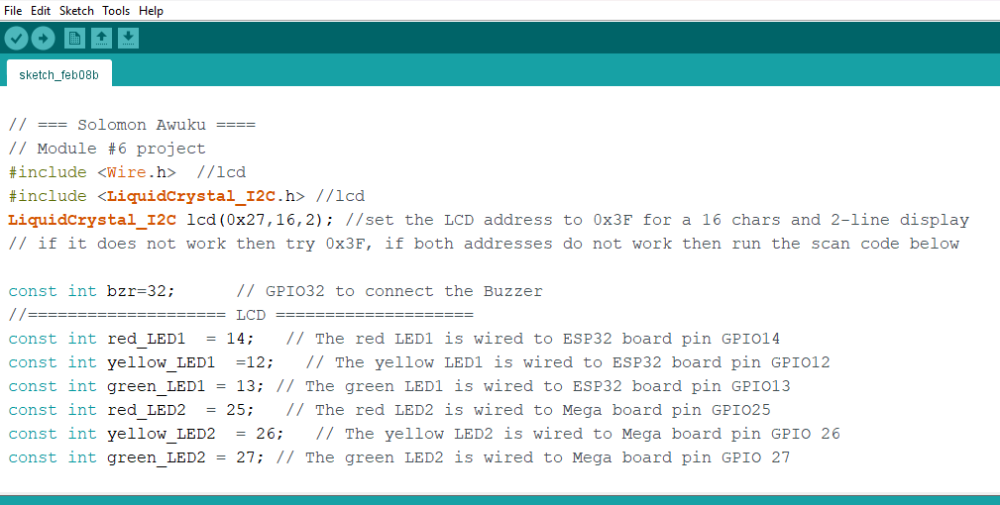 File Edit Sketch Tools Help
sketch_feb08b
// === Solomon Awuku ====
// Module #6 project
#include <Wire.h>  //lcd
#include <LiquidCrystal_I2C.h> //lcd
LiquidCrystal_I2C lcd(0x27,16,2); //set the LCD address to 0x3F for a 16 chars and 2-line display
// if it does not work then try 0x3F, if both addresses do not work then run the scan code below
const int bzr=32;      // GPIO32 to connect the Buzzer
//==================== LCD ====================
const int red_LED1  = 14;   // The red LED1 is wired to ESP32 board pin GPIO14
const int yellow_LED1  =12;   // The yellow LED1 is wired to ESP32 board pin GPIO12
const int green_LED1 = 13; // The green LED1 is wired to ESP32 board pin GPIO13
const int red_LED2  = 25;   // The red LED2 is wired to Mega board pin GPIO25
const int yellow_LED2  = 26;   // The yellow LED2 is wired to Mega board pin GPIO 26
const int green_LED2 = 27; // The green LED2 is wired to Mega board pin GPIO 27